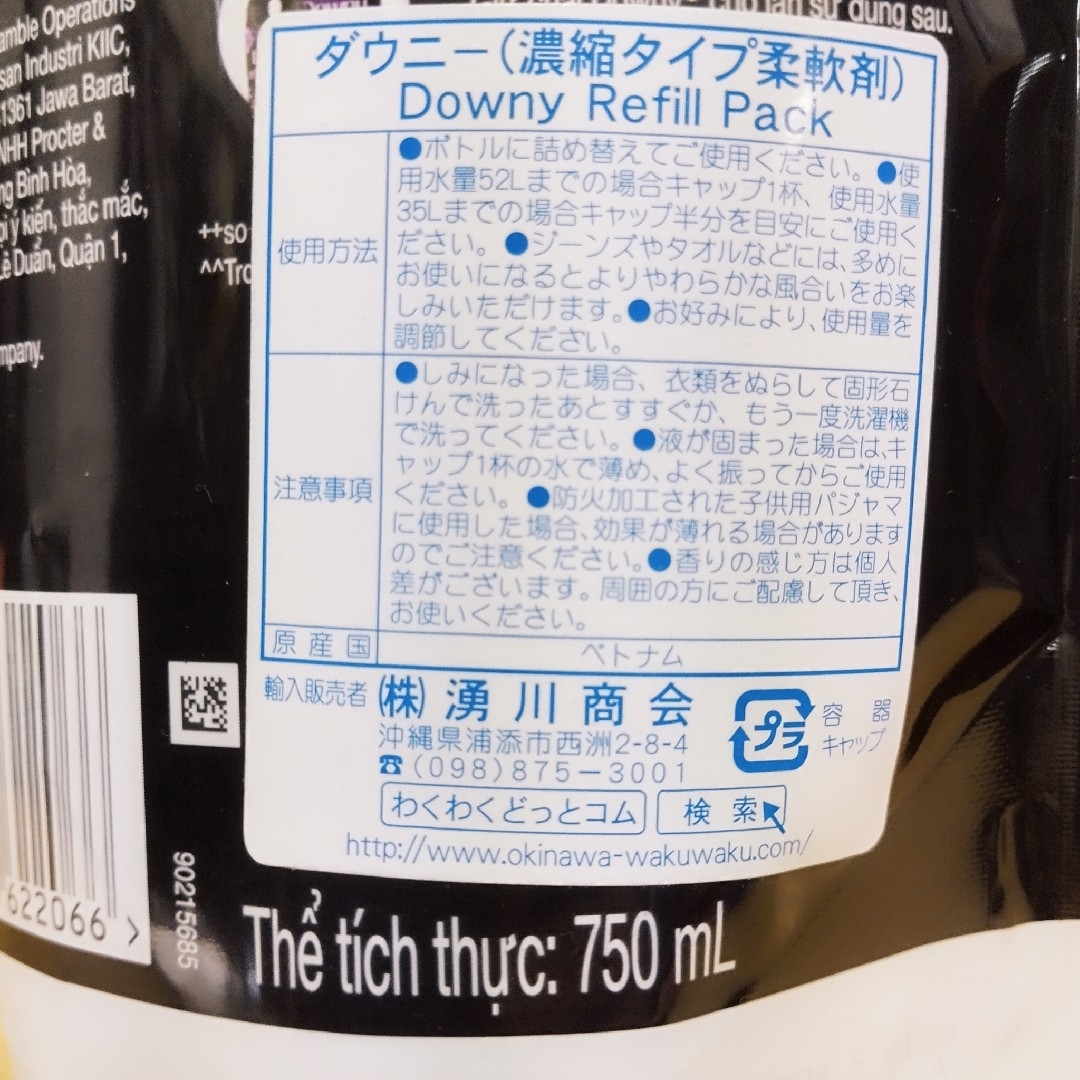 amble Operations
san Industri KIIC,
1361 Jawa Barat,
NHH Procter &
ng Bình Hòa,
ọi ý kiến, thắc mắc,
Lê Duẩn, Quận 1,
mpany.
cho lần sử dụng sau.
++so
^^Trọ
ダウニー(濃縮タイプ柔軟剤)
Downy Refill Pack
使用方法
●ボトルに詰め替えてご使用ください。●使
用水量52Lまでの場合キャップ1杯、使用水量
35Lまでの場合キャップ半分を目安にご使用く
ださい。●ジーンズやタオルなどには、多めに
お使いになるとよりやわらかな風合いをお楽
しみいただけます。●お好みにより、使用量を
調節してください。
注意事項
●しみになった場合、衣類をぬらして固形石
けんで洗ったあとすすぐか、もう一度洗濯機
で洗ってください。●液が固まった場合は、キ
ャップ1杯の水で薄め、よく振ってからご使用
ください。●防火加工された子供用パジャマ
に使用した場合、効果が薄れる場合があります
のでご注意ください。●香りの感じ方は個人
差がございます。周囲の方にご配慮して頂き、
お使いください。
原産国
ベトナム
輸入販売者
(株)湧川商会
沖縄県浦添市西洲2-8-4
☎(098)875-3001
プラ
容器
キャップ
わくわくどっとコム
検索
http://www.okinawa-wakuwaku.com/
622066 >
90215685
Thể tích thực: 750 mL